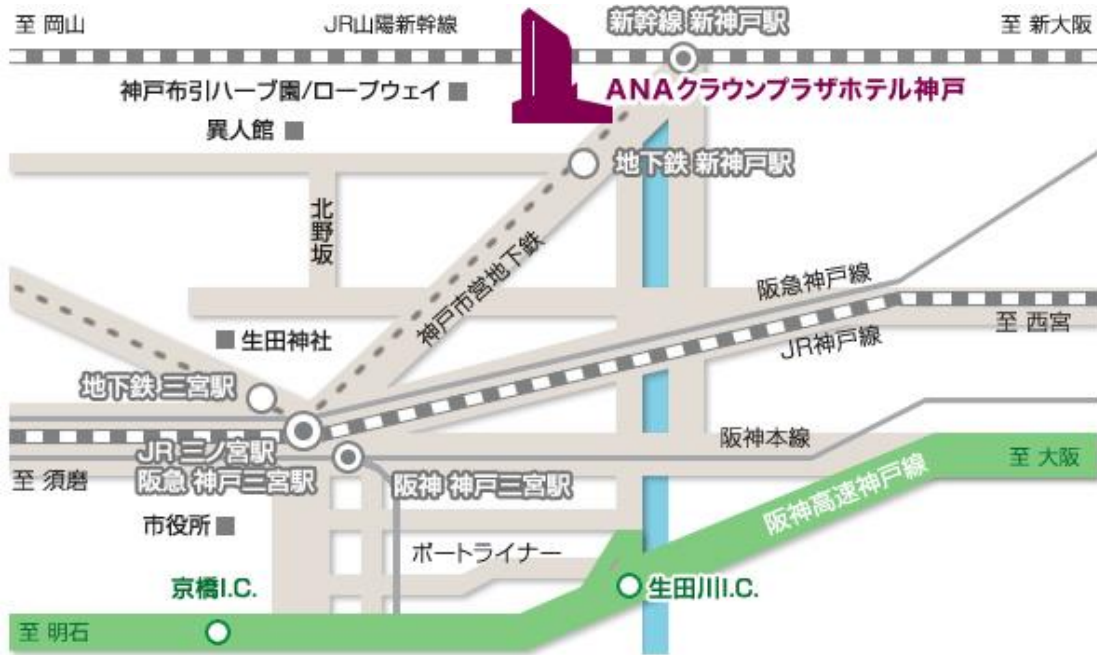 至 岡山
JR山陽新幹線
新幹線 新神戸駅
至 新大阪
神戸布引ハーブ園/ロープウェイ
ANAクラウンプラザホテル神戸
異人館
地下鉄 新神戸駅
北野坂
神戸市営地下鉄
阪急神戸線
至 西宮
JR神戸線
生田神社
地下鉄 三宮駅
JR 三ノ宮駅
阪急 神戸三宮駅
阪神 神戸三宮駅
阪神本線
至 大阪
至 須磨
阪神高速神戸線
市役所
ポートライナー
京橋I.C.
生田川I.C.
至 明石